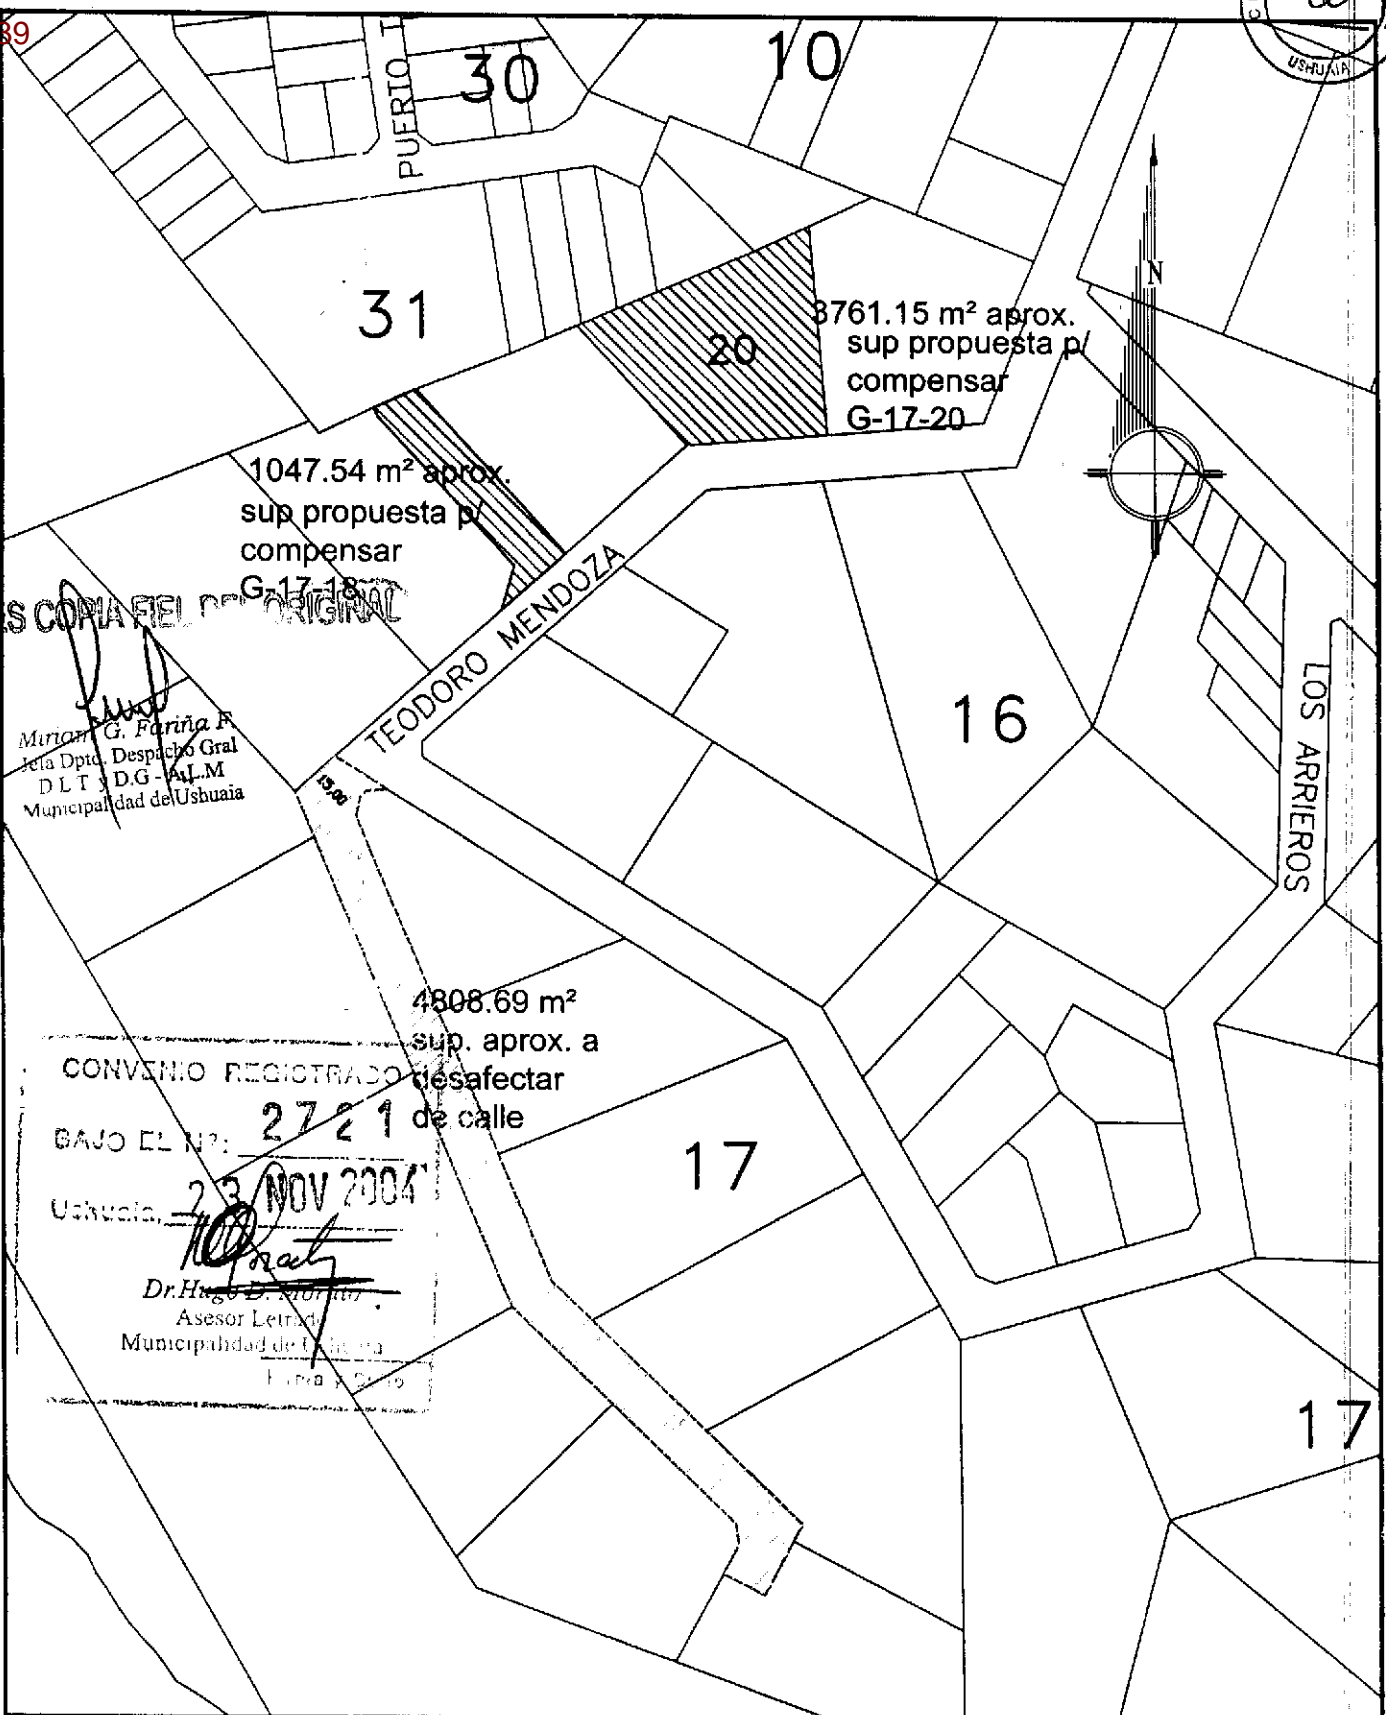 39
USHUAIA
30
10
PUERTO
31
20
3761.15 m² aprox.
sup propuesta p/
compensar
G-17-20
N
1047.54 m² aprox.
sup propuesta p/
compensar
G-17-18
ES COPIA FIEL DEL ORIGINAL
TEODORO MENDOZA
Miriam G. Fariña F.
Jefa Dpto. Despacho Gral
D L T y D.G - A.L.M
Municipalidad de Ushuaia
15,00
16
LOS ARRIEROS
4808.69 m²
sup. aprox. a
desafectar
de calle
CONVENIO REGISTRADO
BAJO EL Nº: 2721
Ushuaia, 23 NOV 2004
Dr. Hugo D.
Asesor Letrado
Municipalidad de Ushuaia
17
17